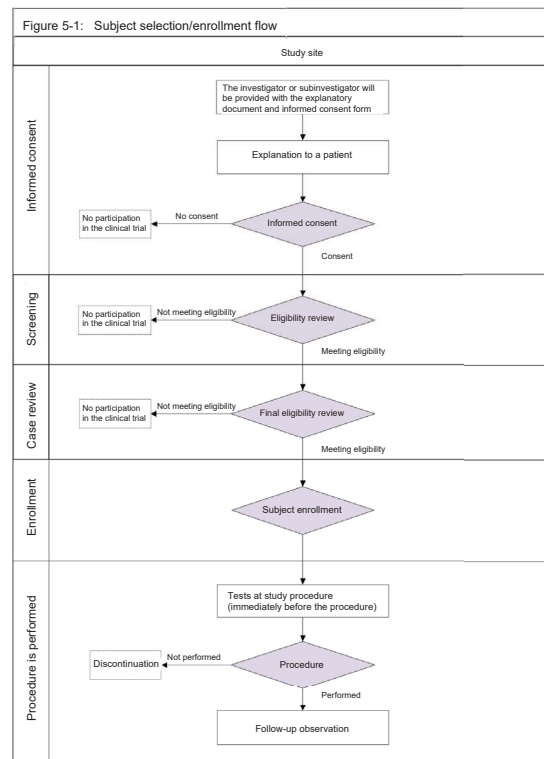 Figure 5-1: Subject selection/enrollment flow
Study site
Informed consent
The investigator or subinvestigator will
be provided with the explanatory
document and informed consent form
Explanation to a patient
No participation
in the clinical trial
No consent
Informed consent
Consent
Screening
No participation
in the clinical trial
Not meeting eligibility
Eligibility review
Meeting eligibility
Case review
No participation
in the clinical trial
Not meeting eligibility
Final eligibility review
Meeting eligibility
Enrollment
Subject enrollment
Procedure is performed
Tests at study procedure
(immediately before the procedure)
Discontinuation
Not performed
Procedure
Performed
Follow-up observation